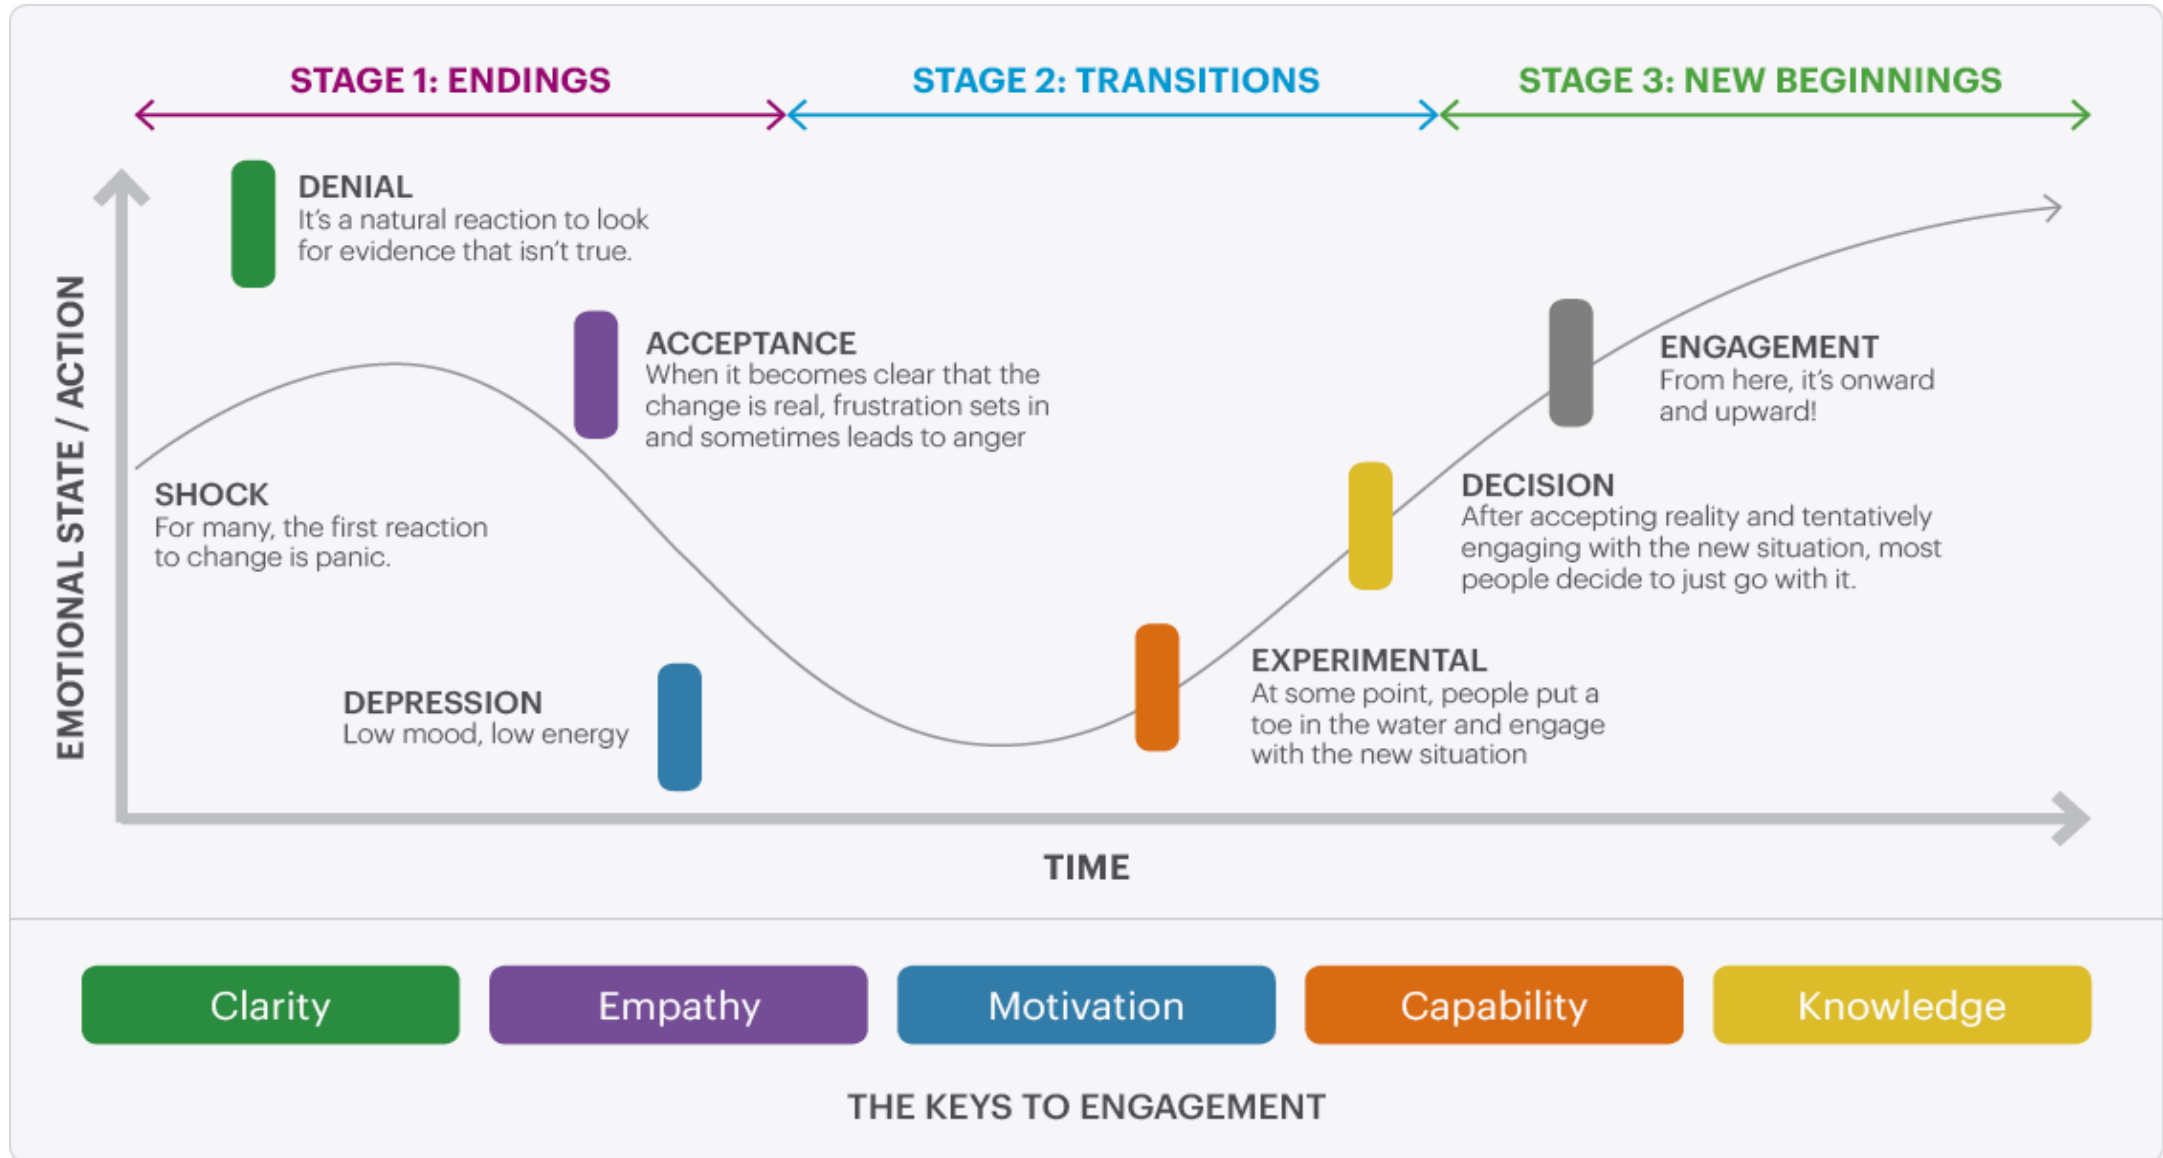 STAGE 1: ENDINGS
STAGE 2: TRANSITIONS
STAGE 3: NEW BEGINNINGS
EMOTIONAL STATE / ACTION
DENIAL
It's a natural reaction to look
for evidence that isn't true.
ACCEPTANCE
When it becomes clear that the
change is real, frustration sets in
and sometimes leads to anger
SHOCK
For many, the first reaction
to change is panic.
DEPRESSION
Low mood, low energy
ENGAGEMENT
From here, it's onward
and upward!
DECISION
After accepting reality and tentatively
engaging with the new situation, most
people decide to just go with it.
EXPERIMENTAL
At some point, people put a
toe in the water and engage
with the new situation
TIME
Clarity
Empathy
Motivation
Capability
Knowledge
THE KEYS TO ENGAGEMENT